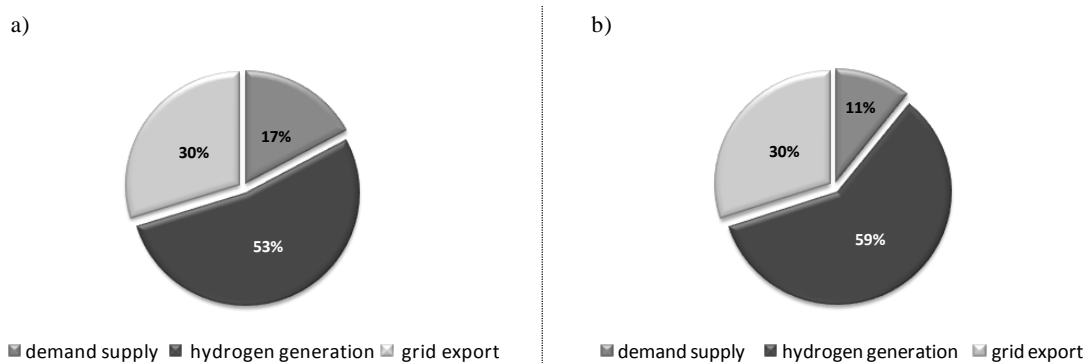 a)
17%
30%
53%
demand supply hydrogen generation grid export
b)
11%
30%
59%
demand supply hydrogen generation grid export